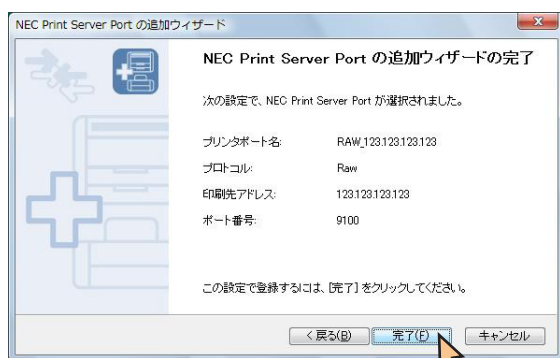 NEC Print Server Port の追加ウィザード
NEC Print Server Port の追加ウィザードの完了
次の設定で、NEC Print Server Port が選択されました。
プリンタポート名: RAW_123.123.123.123
プロトコル: Raw
印刷先アドレス: 123.123.123.123
ポート番号: 9100
この設定で登録するには、[完了] をクリックしてください。
< 戻る(B) 完了(F) キャンセル